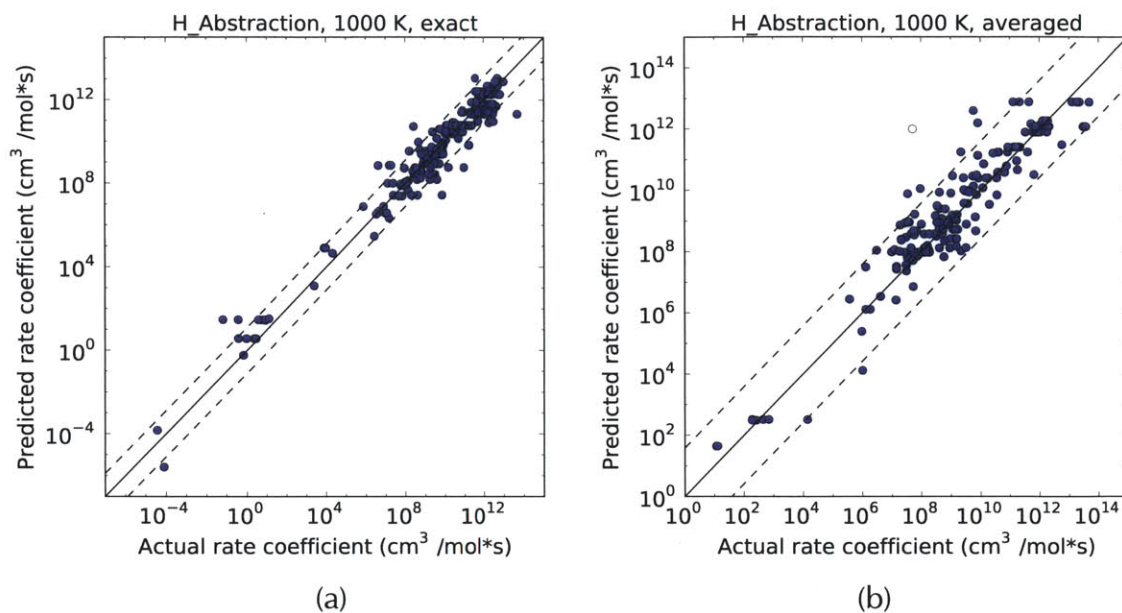 H_Abstraction, 1000 K, exact
Predicted rate coefficient (cm³ /mol*s)
10¹²
10⁸
10⁴
10⁰
10⁻⁴
10⁻⁴ 10⁰ 10⁴ 10⁸ 10¹²
Actual rate coefficient (cm³ /mol*s)
(a)
H_Abstraction, 1000 K, averaged
Predicted rate coefficient (cm³ /mol*s)
10¹⁴
10¹²
10¹⁰
10⁸
10⁶
10⁴
10²
10⁰
10⁰ 10² 10⁴ 10⁶ 10⁸ 10¹⁰ 10¹² 10¹⁴
Actual rate coefficient (cm³ /mol*s)
(b)